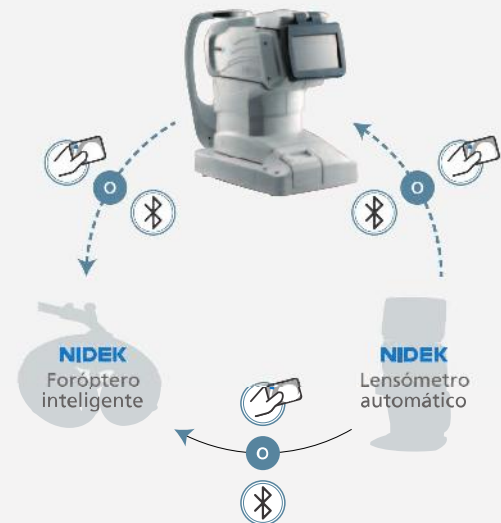 O
O
NIDEK
Foróptero
inteligente
NIDEK
Lensómetro
automático
O